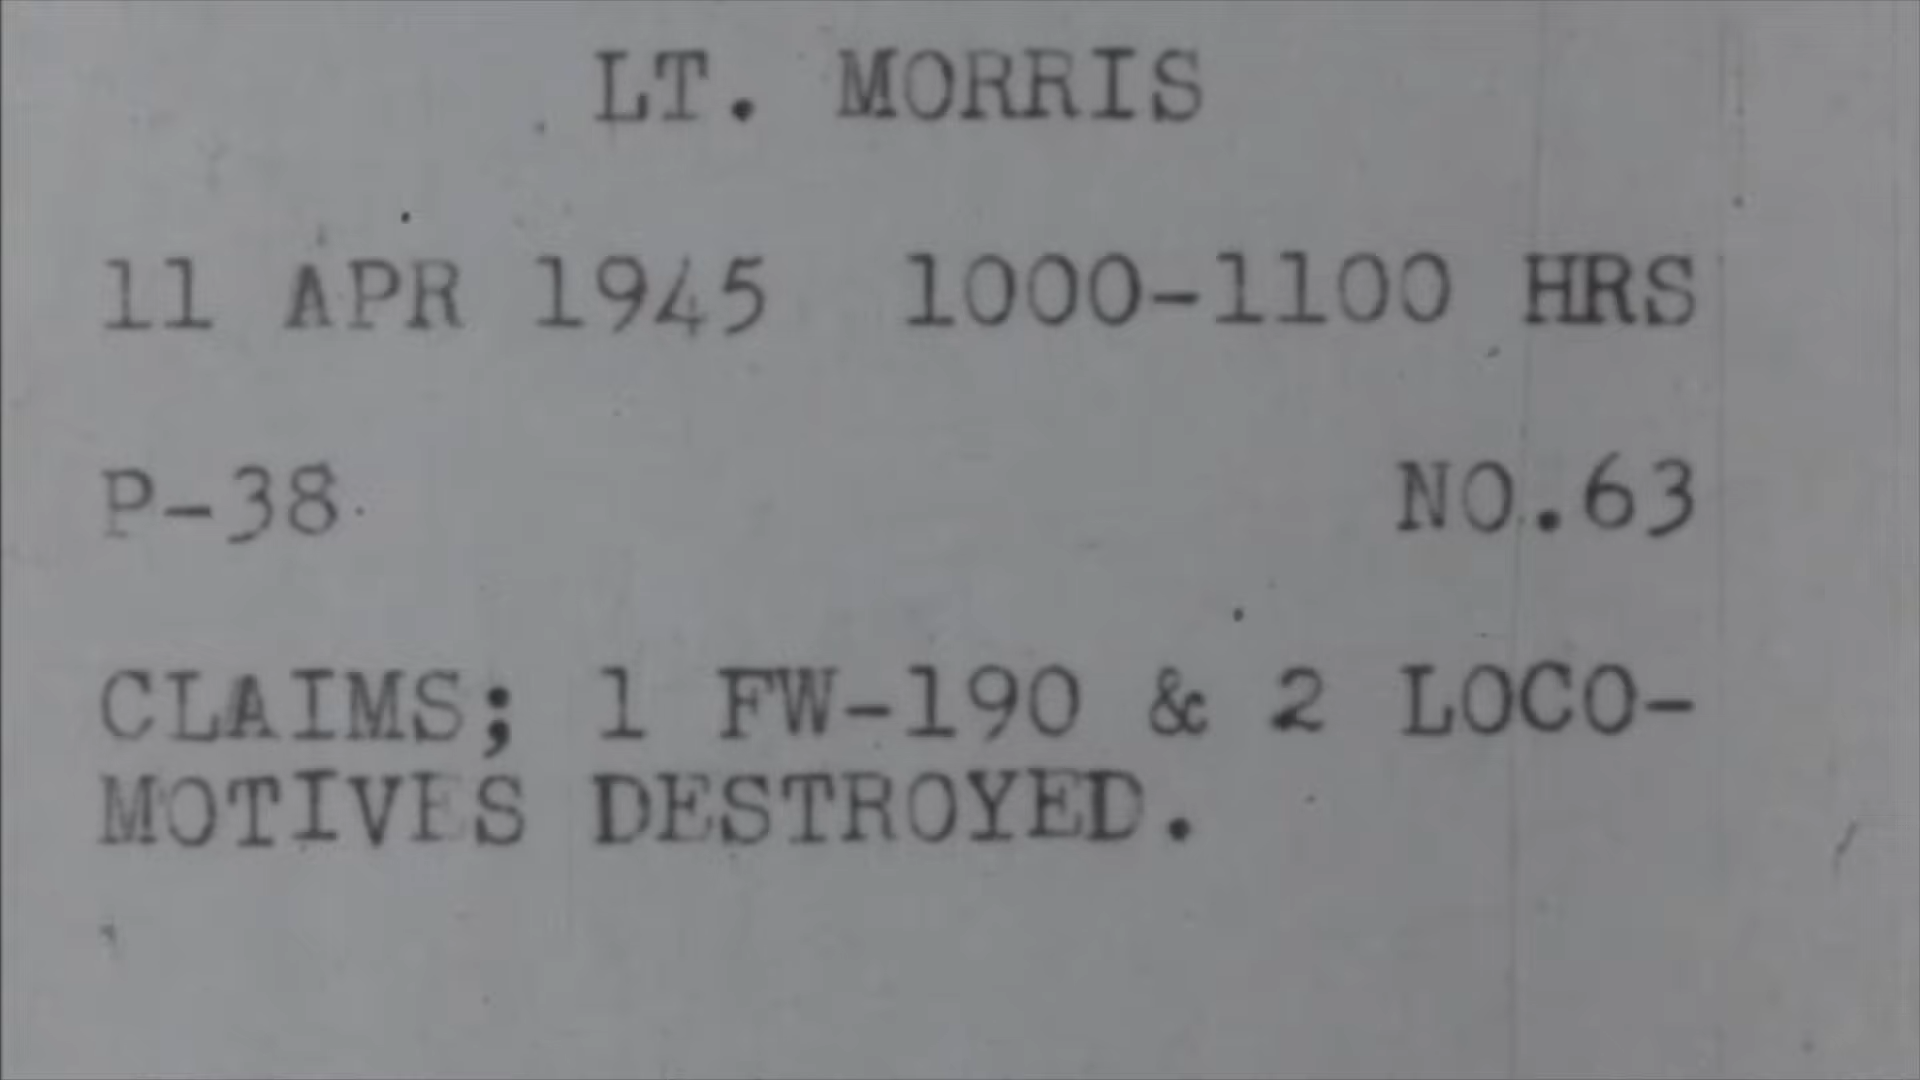 LT. MORRIS
11 APR 1945 1000-1100 HRS
P-38 NO.63
CLAIMS; 1 FW-190 & 2 LOCO-
MOTIVES DESTROYED.